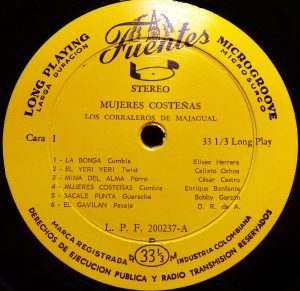 Fuentes
LONG PLAYING
LARGA DURACION
MICROGROOVE
MICROSURCO
STEREO
MUJERES COSTEÑAS
LOS CORRALEROS DE MAJAGUAL
Cara 1
33 1/3 Long Play
1 - LA BONGA Cumbia Eliseo Herrera
2 - EL YERI YERI Twist Calixto Ochoa
3 - MINA DEL ALMA Porro César Castro
4 - MUJERES COSTEÑAS Cumbia Enrique Bonfante
5 - SACALE PUNTA Guaracha Bobby Garzón
6 - EL GAVILAN Pasaje D. R. de A.
L. P. F. 200237-A
MARCA REGISTRADA
33⅓
INDUSTRIA COLOMBIANA
DERECHOS DE EJECUCION PUBLICA Y RADIO TRANSMISION RESERVADOS